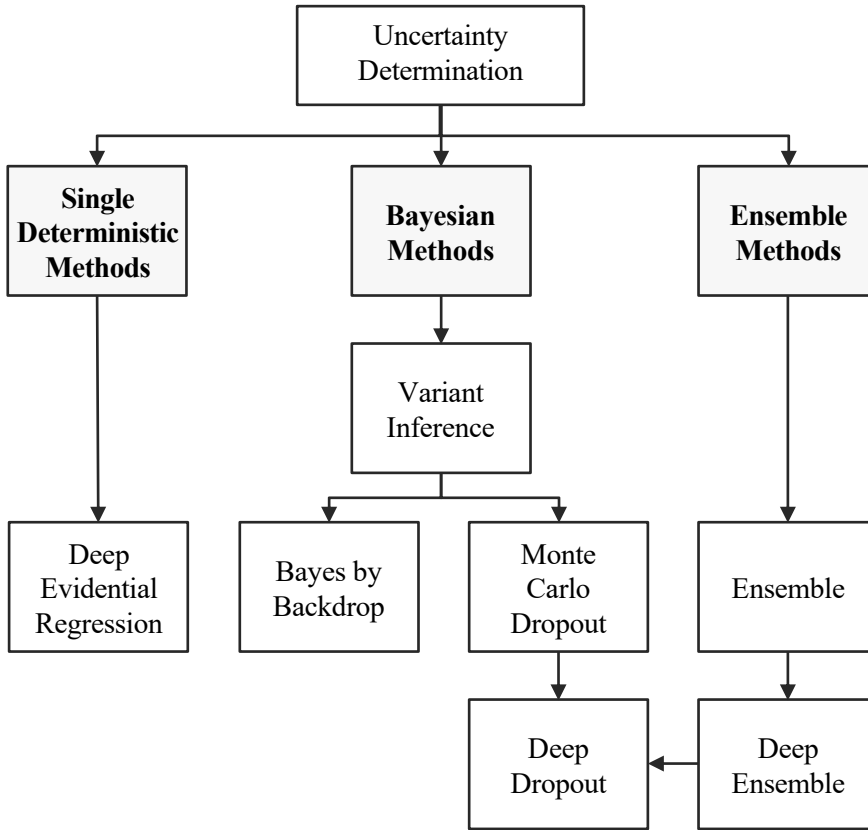 Uncertainty
Determination
Single
Deterministic
Methods
Bayesian
Methods
Ensemble
Methods
Variant
Inference
Deep
Evidential
Regression
Bayes by
Backdrop
Monte
Carlo
Dropout
Ensemble
Deep
Dropout
Deep
Ensemble